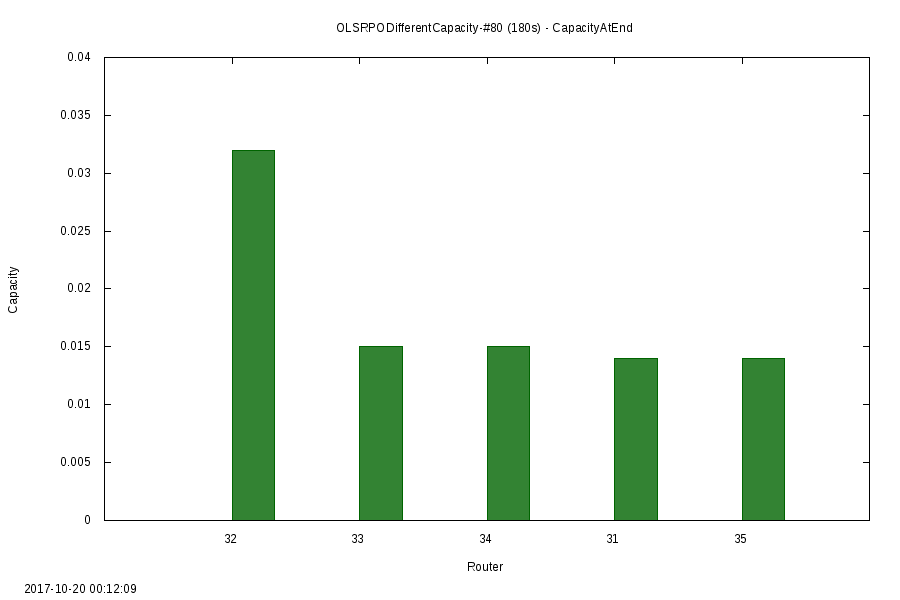 OLSRPODifferentCapacity-#80 (180s) - CapacityAtEnd
0.04
0.035
0.03
0.025
0.02
0.015
0.01
0.005
0
Capacity
32 33 34 31 35
Router
2017-10-20 00:12:09